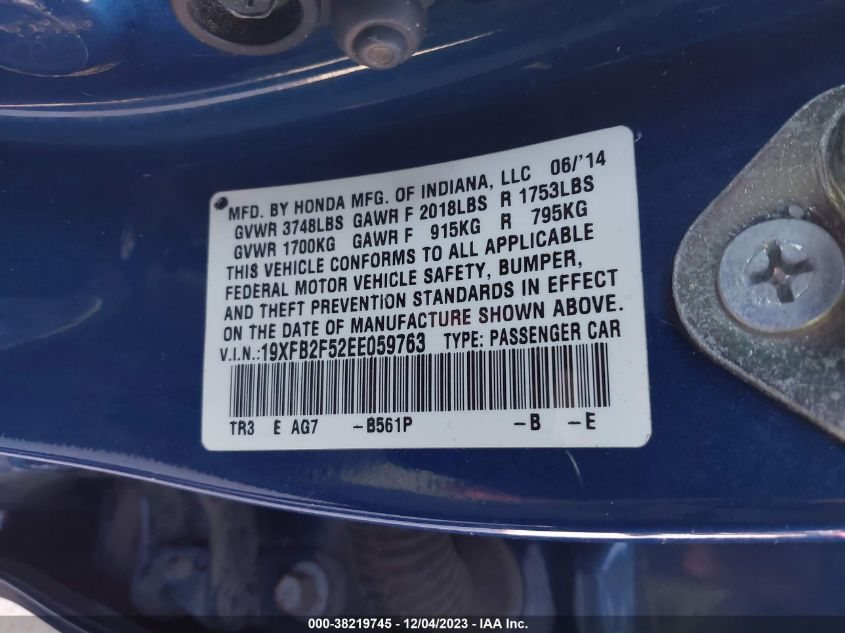 MFD. BY HONDA MFG. OF INDIANA, LLC 06/'14
GVWR 3748LBS GAWR F 2018LBS R 1753LBS
GVWR 1700KG GAWR F 915KG R 795KG
THIS VEHICLE CONFORMS TO ALL APPLICABLE
FEDERAL MOTOR VEHICLE SAFETY, BUMPER,
AND THEFT PREVENTION STANDARDS IN EFFECT
ON THE DATE OF MANUFACTURE SHOWN ABOVE.
V.I.N.:19XFB2F52EE059763 TYPE: PASSENGER CAR
TR3 E AG7 -B561P -B -E
000-38219745 - 12/04/2023 - IAA Inc.